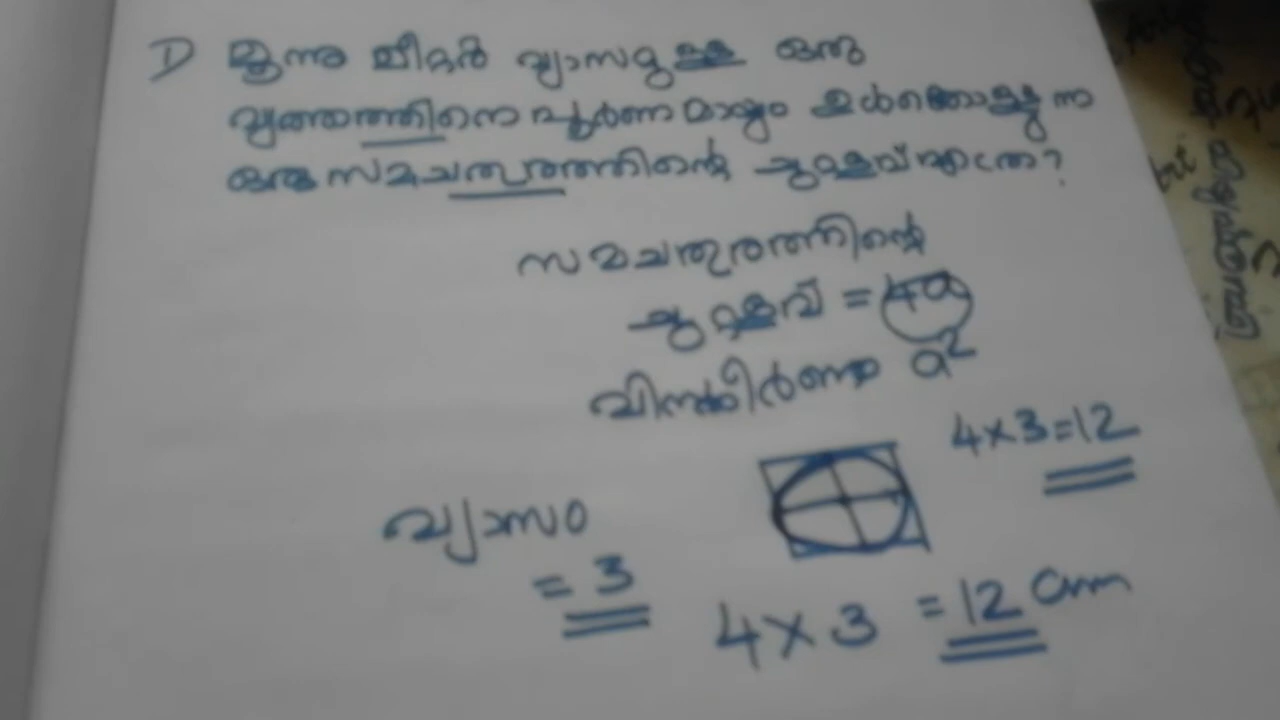 1) മൂന്നു മീറ്റർ വ്യാസമുള്ള ഒരു
വൃത്തത്തിനെ പൂർണമായും ഉൾക്കൊള്ളുന്ന
ഒരു സമചതുരത്തിന്റെ ചുറ്റളവ് എത്ര?
സമചതുരത്തിന്റെ
ചുറ്റളവ് = 4a
വിസ്തീർണം a²
4×3=12
വ്യാസം
= 3
4×3 = 12 cm